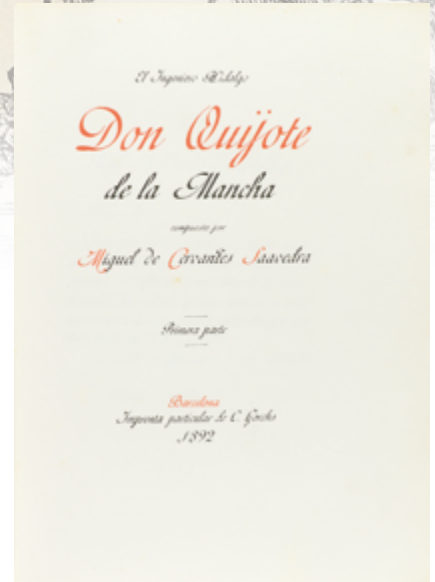 El Ingenioso Hidalgo
Don Quijote
de la Mancha
compuesto por
Miguel de Cervantes Saavedra
Primera parte
Barcelona
Imprenta particular de C. Gorchs
1892